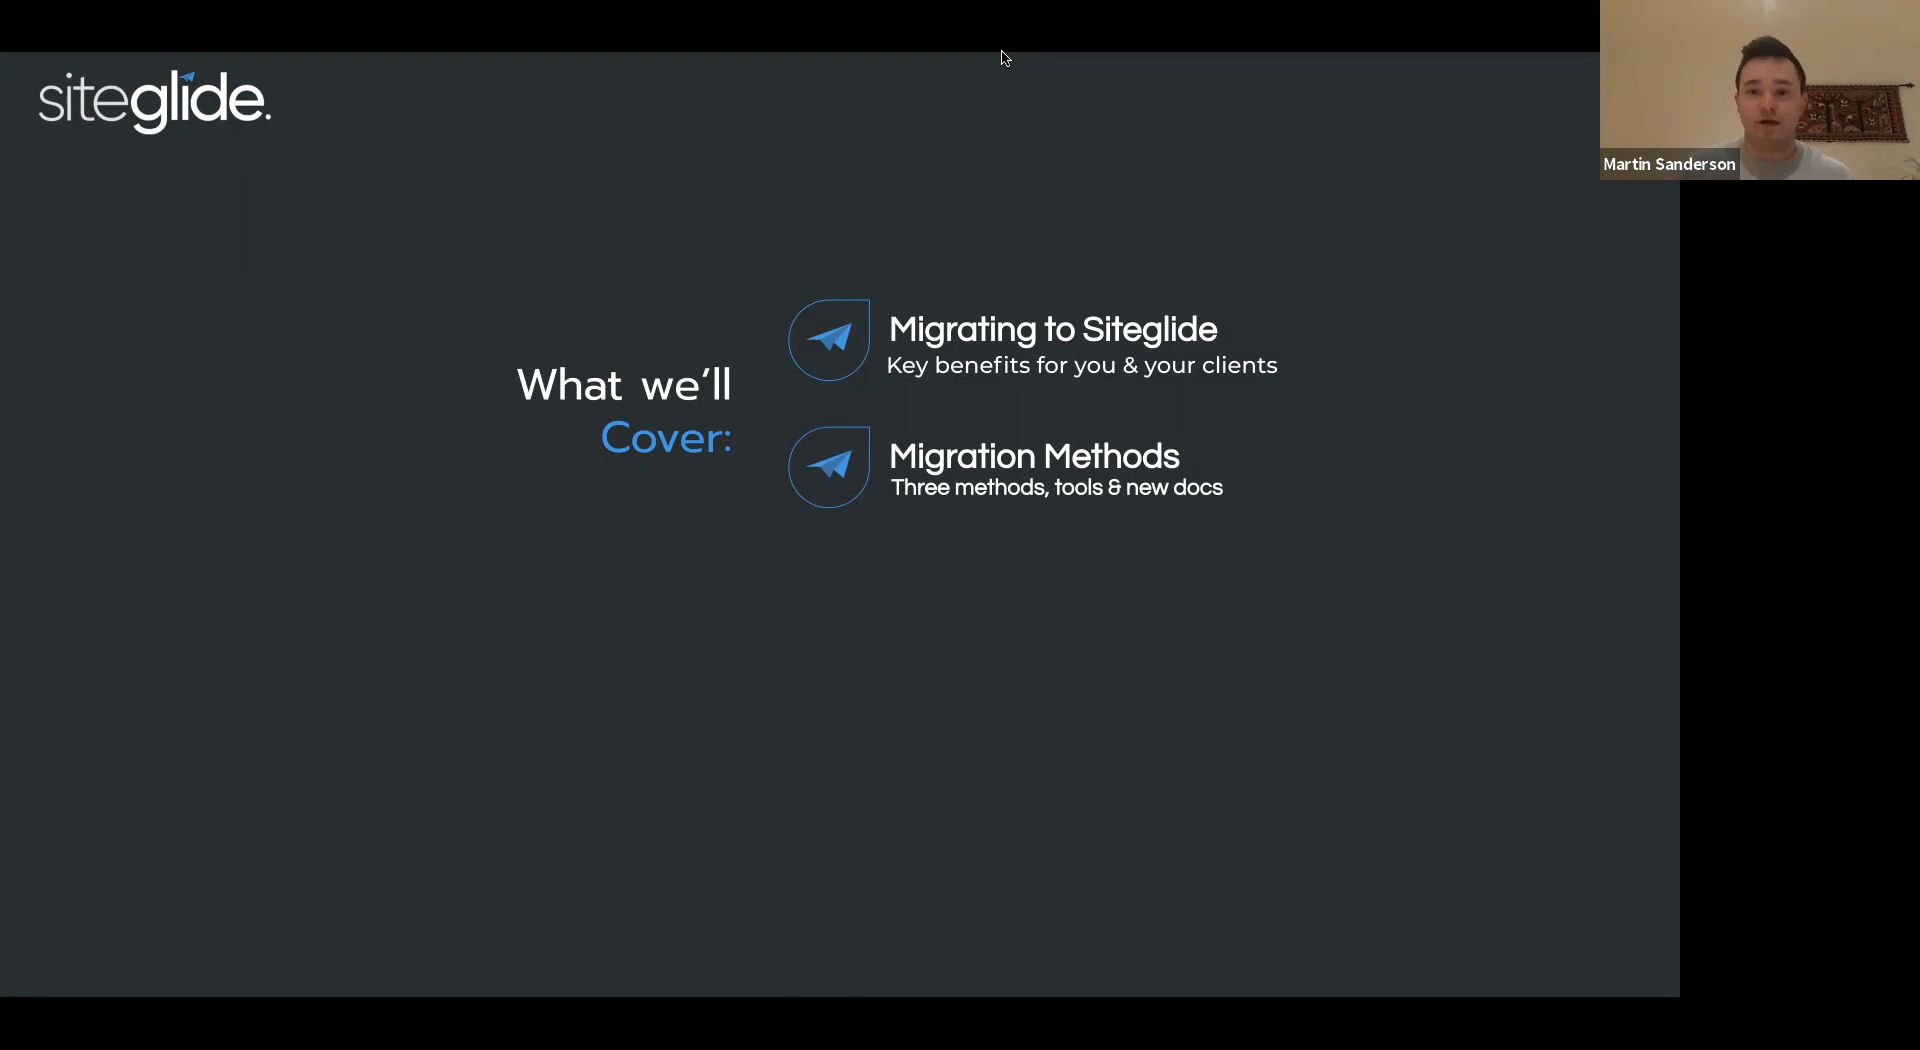 siteglide.
Martin Sanderson
What we'll
Cover:
Migrating to Siteglide
Key benefits for you & your clients
Migration Methods
Three methods, tools & new docs